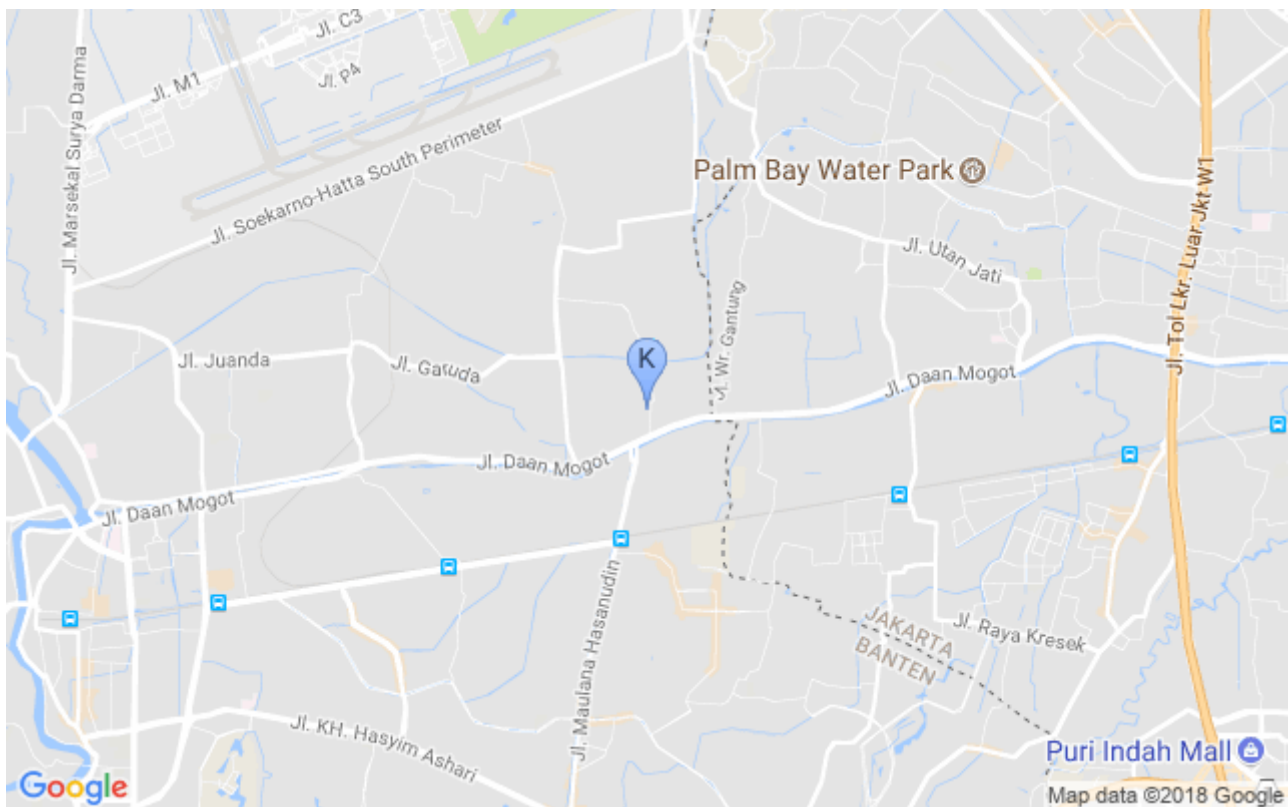 Jl. C3
Jl. M1
Jl. P4
Jl. Marsekal Surya Darma
Jl. Soekarno-Hatta South Perimeter
Palm Bay Water Park
Jl. Utan Jati
Jl. Tol Lkr. Luar Jkt W1
Jl. Wr. Gantung
Jl. Juanda
Jl. Garuda
K
Jl. Daan Mogot
Jl. Daan Mogot
Jl. Daan Mogot
Jl. Maulana Hasanudin
JAKARTA
BANTEN
Jl. Raya Kresek
Jl. KH. Hasyim Ashari
Puri Indah Mall
Google
Map data ©2018 Google